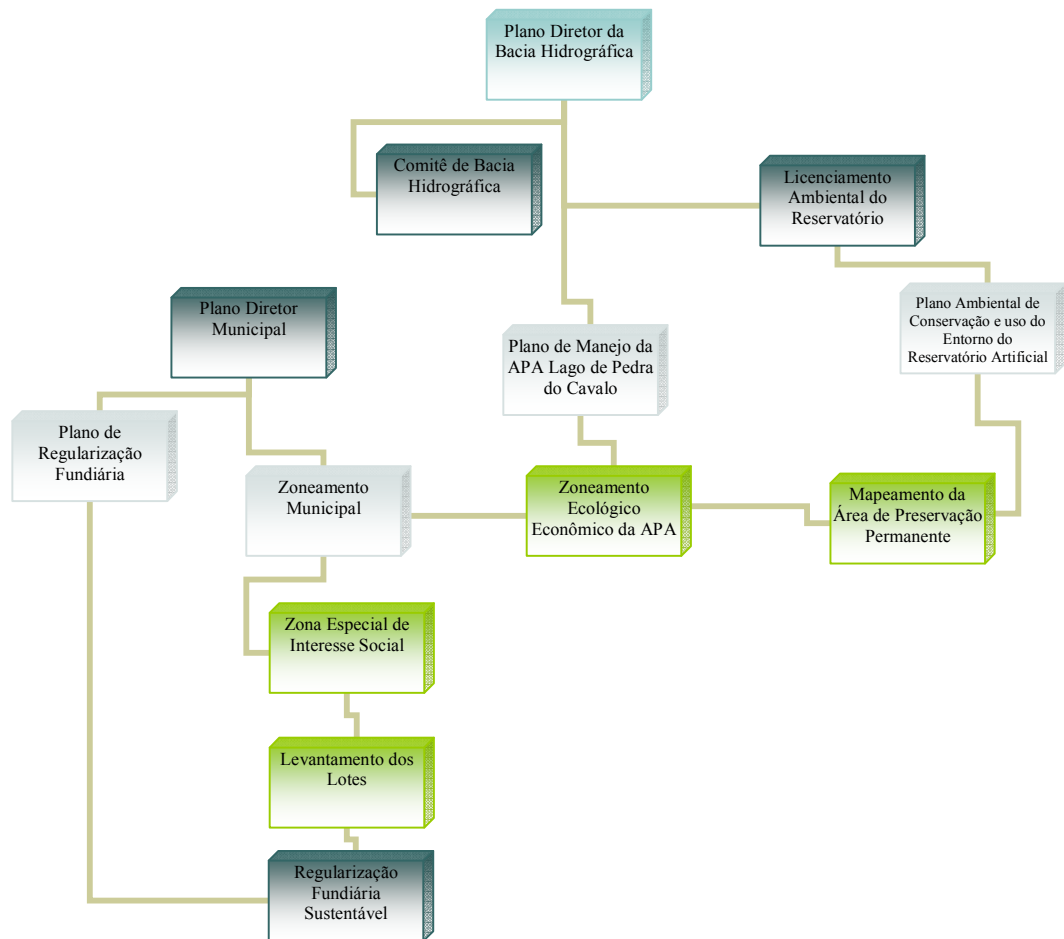 Plano Diretor da
Bacia Hidrográfica
Comitê de Bacia
Hidrográfica
Licenciamento
Ambiental do
Reservatório
Plano Diretor
Municipal
Plano Ambiental de
Conservação e uso do
Entorno do
Reservatório Artificial
Plano de Manejo da
APA Lago de Pedra
do Cavalo
Plano de
Regularização
Fundiária
Zoneamento
Municipal
Zoneamento
Ecológico
Econômico da APA
Mapeamento da
Área de Preservação
Permanente
Zona Especial de
Interesse Social
Levantamento dos
Lotes
Regularização
Fundiária
Sustentável